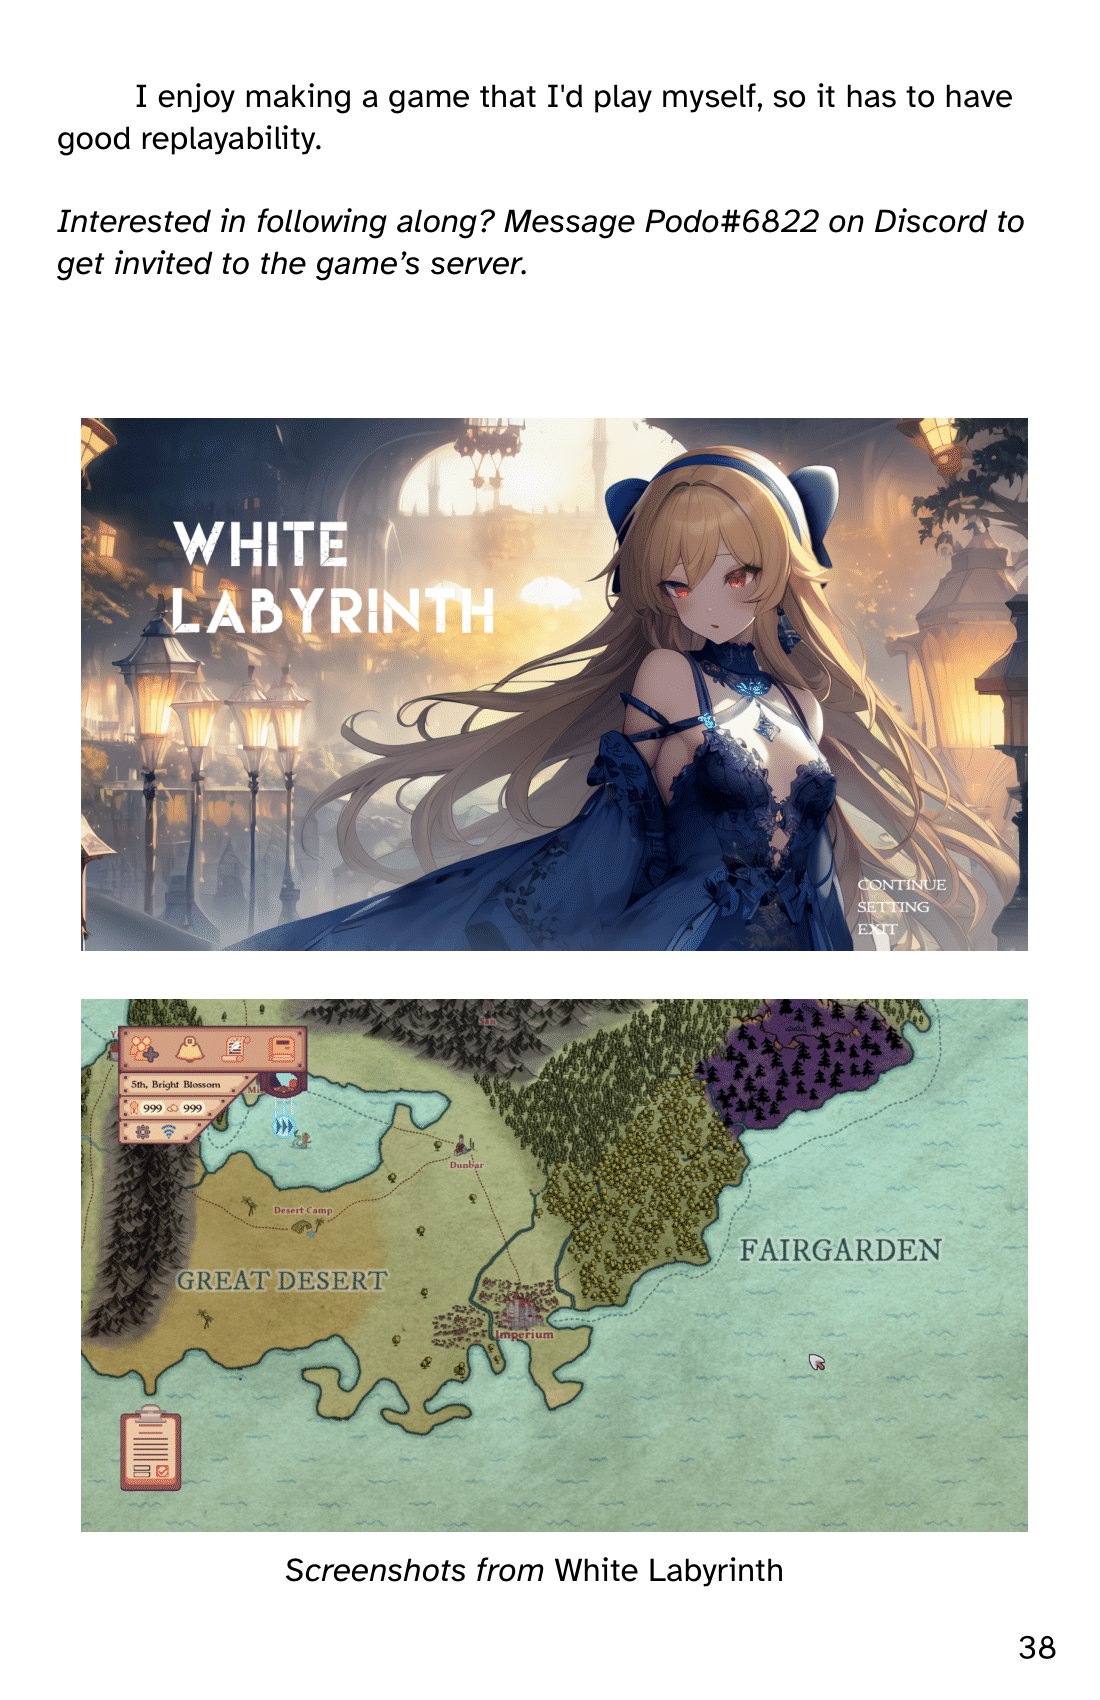 I enjoy making a game that I'd play myself, so it has to have
good replayability.
Interested in following along? Message Podo#6822 on Discord to
get invited to the game’s server.
WHITE
LABYRINTH
CONTINUE
SETTING
EXIT
5th, Bright Blossom
999 999
Dunbar
Desert Camp
GREAT DESERT
FAIRGARDEN
Imperium
Screenshots from White Labyrinth
38